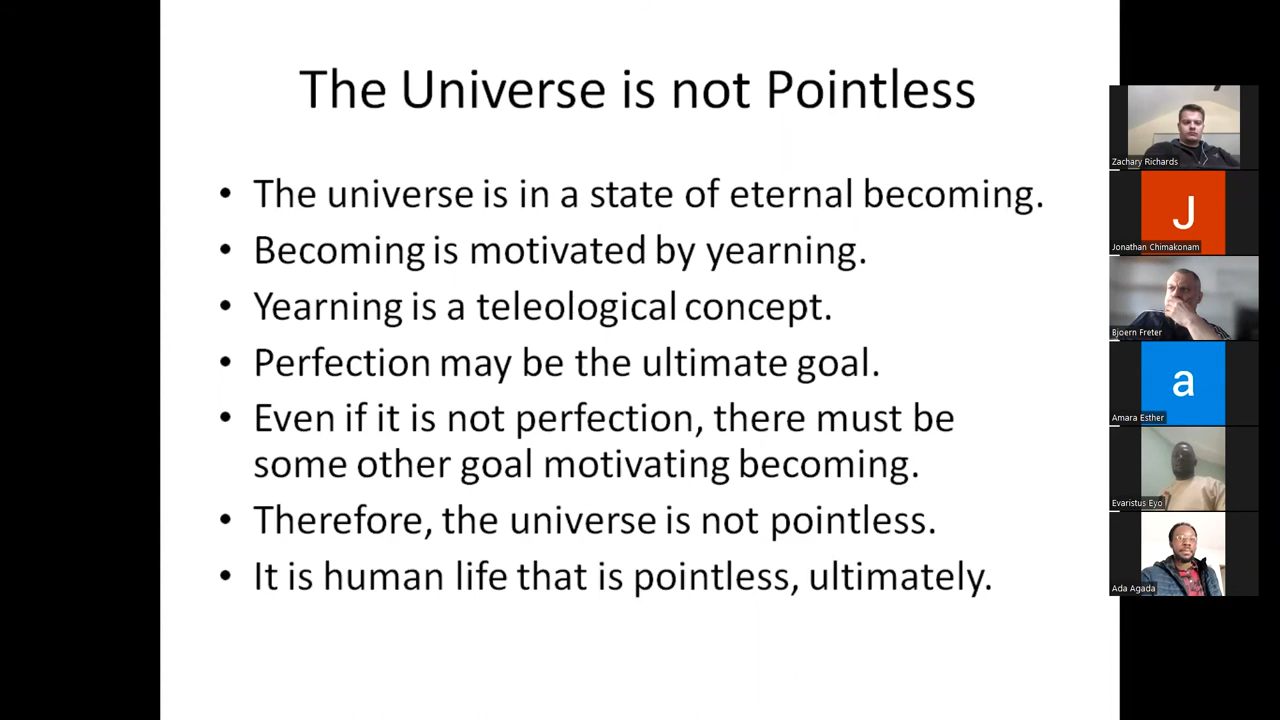 The Universe is not Pointless
• The universe is in a state of eternal becoming.
• Becoming is motivated by yearning.
• Yearning is a teleological concept.
• Perfection may be the ultimate goal.
• Even if it is not perfection, there must be
some other goal motivating becoming.
• Therefore, the universe is not pointless.
• It is human life that is pointless, ultimately.
Zachary Richards
J
Jonathan Chimakonam
Bjoern Freter
a
Amara Esther
Evaristus Eyo
Ada Agada